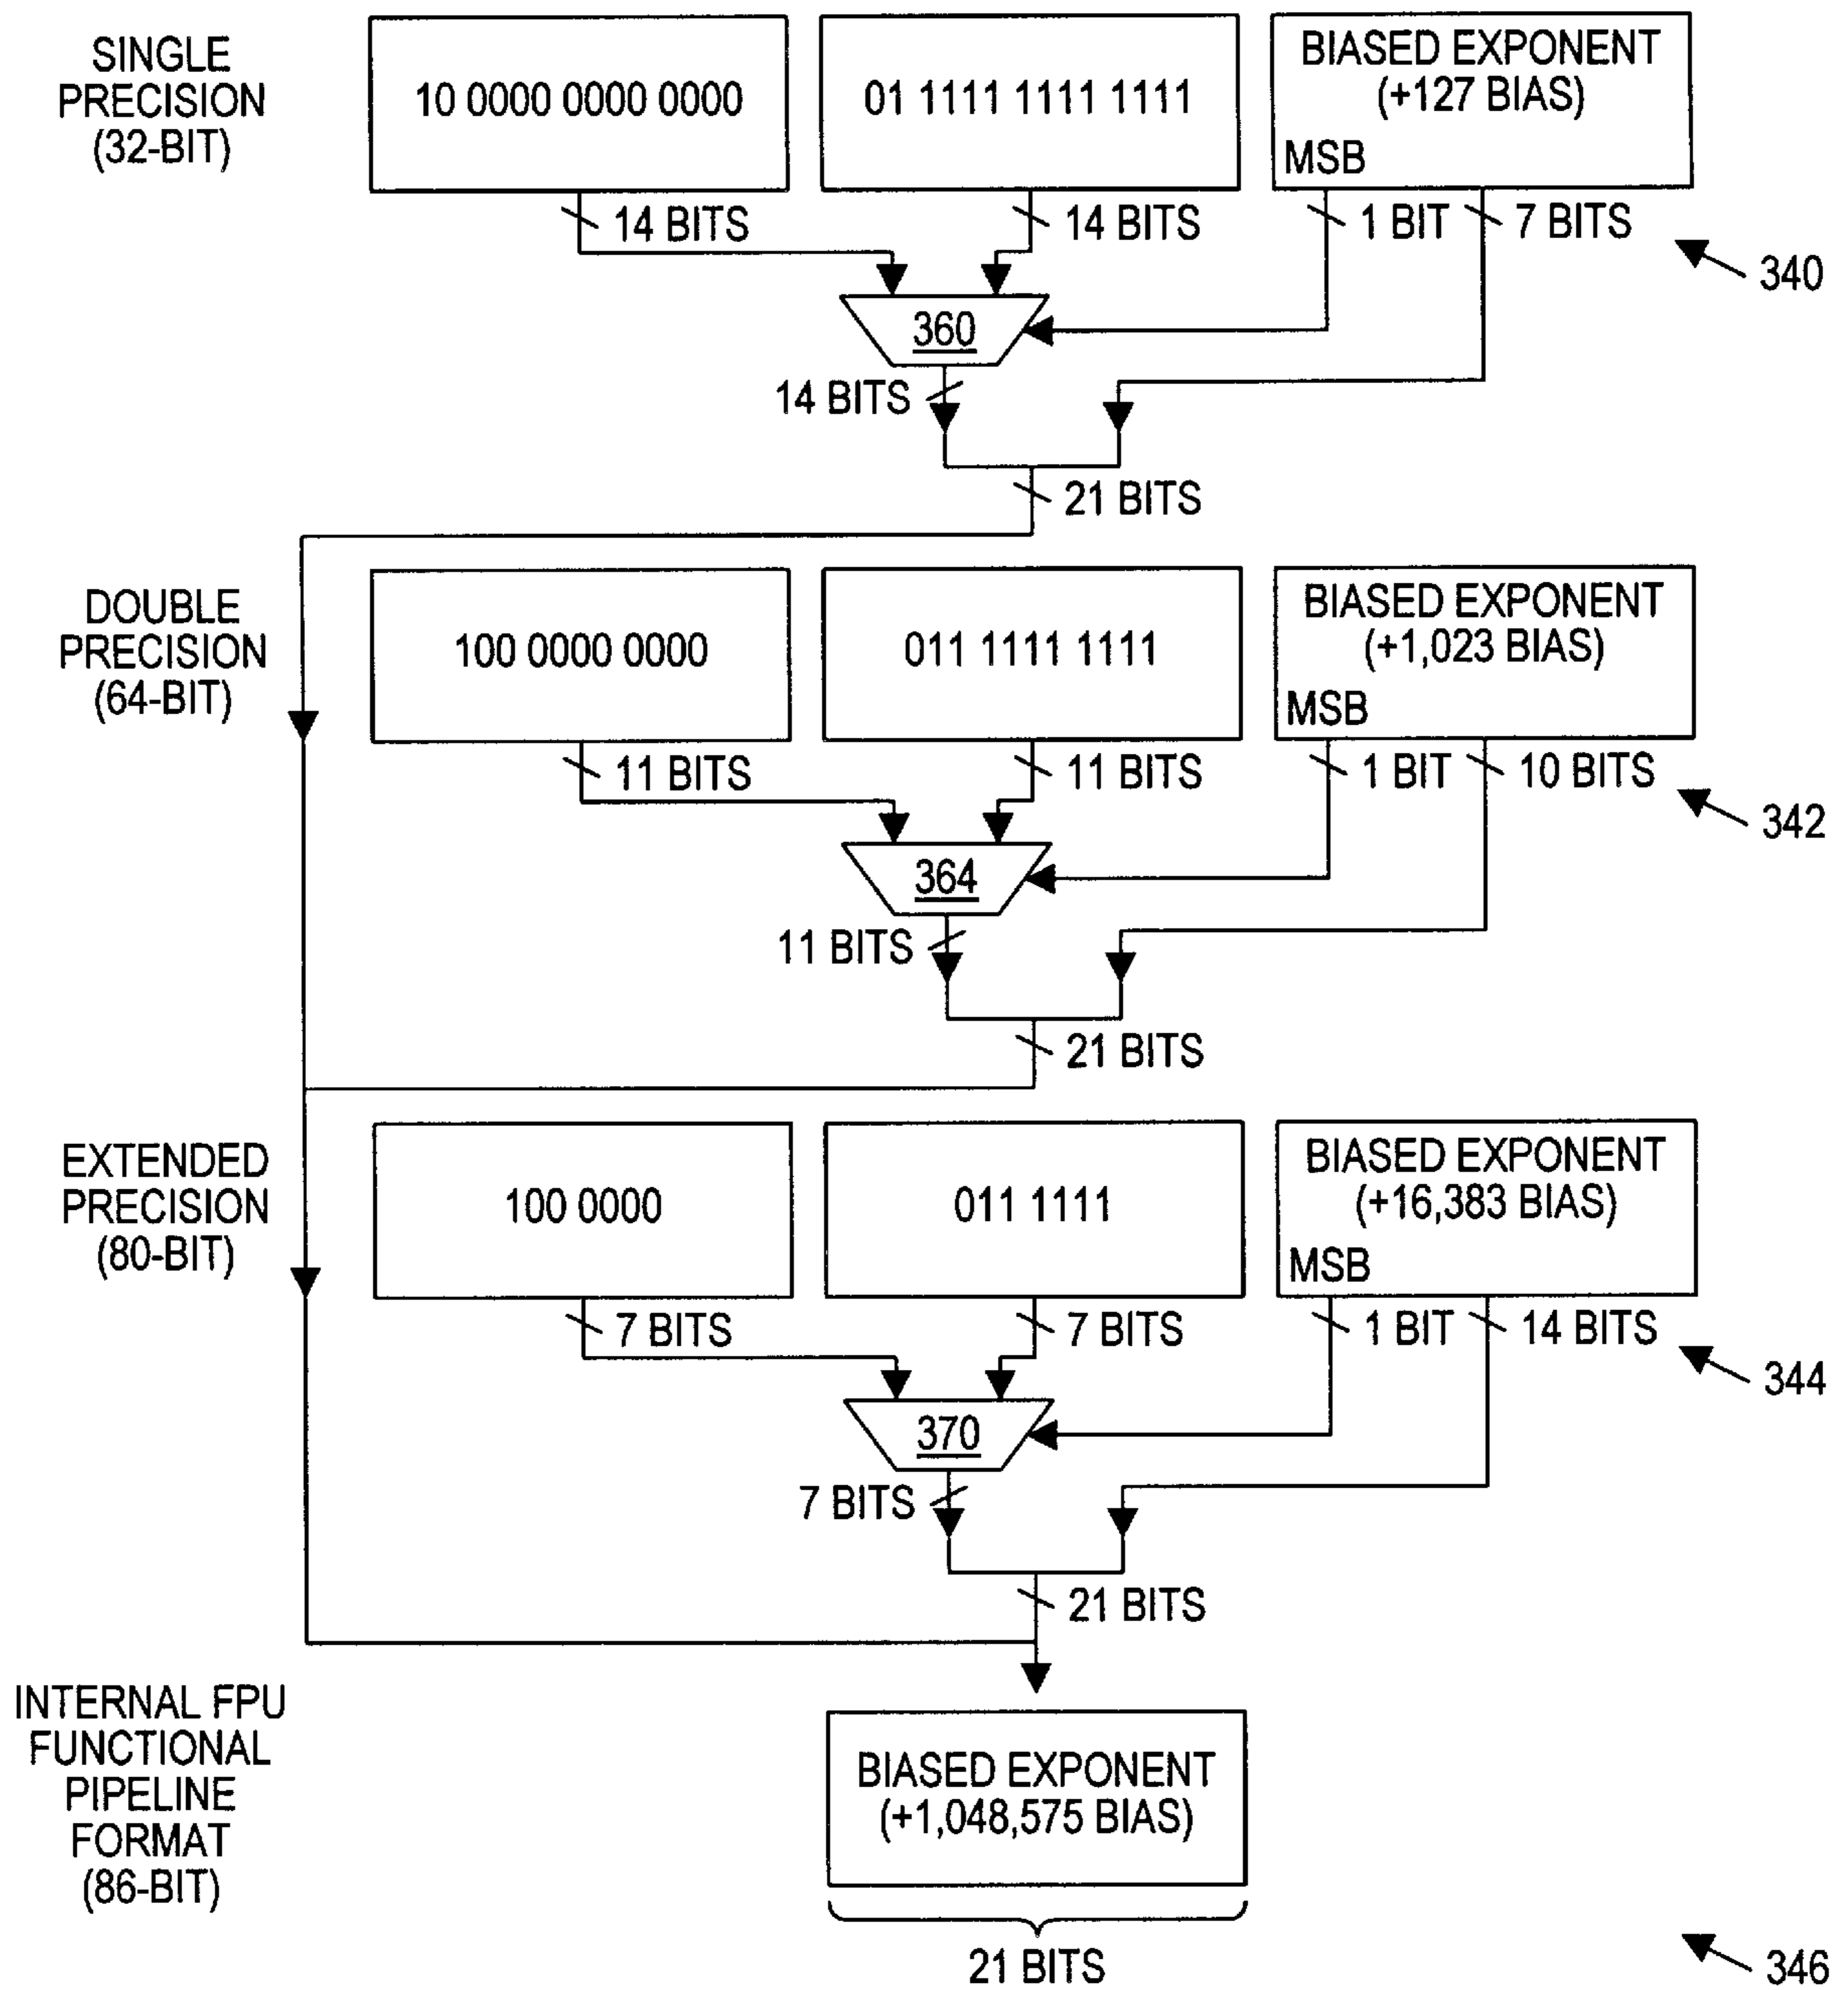 SINGLE
PRECISION
(32-BIT)
10 0000 0000 0000
01 1111 1111 1111
BIASED EXPONENT
(+127 BIAS)
MSB
14 BITS
14 BITS
1 BIT
7 BITS
340
360
14 BITS
21 BITS
DOUBLE
PRECISION
(64-BIT)
100 0000 0000
011 1111 1111
BIASED EXPONENT
(+1,023 BIAS)
MSB
11 BITS
11 BITS
1 BIT
10 BITS
342
364
11 BITS
21 BITS
EXTENDED
PRECISION
(80-BIT)
100 0000
011 1111
BIASED EXPONENT
(+16,383 BIAS)
MSB
7 BITS
7 BITS
1 BIT
14 BITS
344
370
7 BITS
21 BITS
INTERNAL FPU
FUNCTIONAL
PIPELINE
FORMAT
(86-BIT)
BIASED EXPONENT
(+1,048,575 BIAS)
21 BITS
346